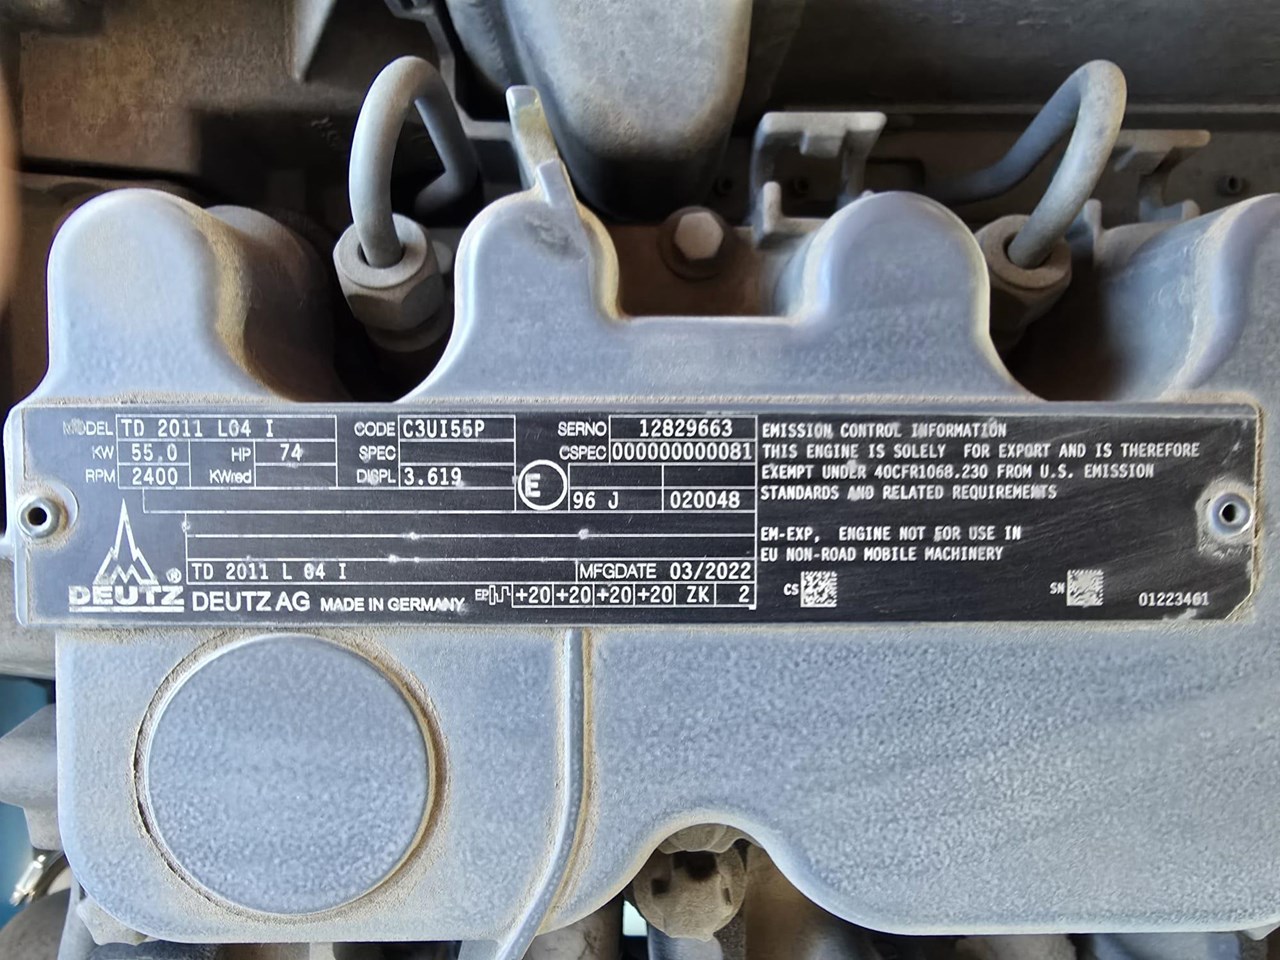 MODEL TD 2011 L04 I CODE C3UI55P SERNO 12829663
KW 55.0 HP 74 SPEC CSPEC 000000000081
RPM 2400 KWred DISPL 3.619 E 96 J 020048
TD 2011 L 04 I MFGDATE 03/2022
DEUTZ ® DEUTZ AG MADE IN GERMANY EP +20 +20 +20 +20 ZK 2
EMISSION CONTROL INFORMATION
THIS ENGINE IS SOLELY FOR EXPORT AND IS THEREFORE
EXEMPT UNDER 40CFR1068.230 FROM U.S. EMISSION
STANDARDS AND RELATED REQUIREMENTS
EM-EXP, ENGINE NOT FOR USE IN
EU NON-ROAD MOBILE MACHINERY
CS SN 01223461